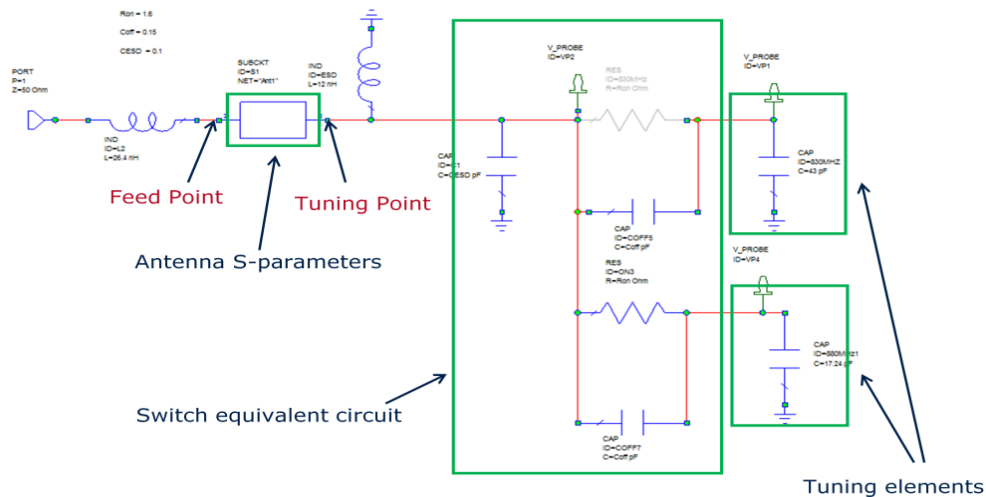 Ron = 1.6
Coff = 0.15
CESD = 0.1
PORT
P=1
Z=50 Ohm
IND
ID=L2
L=26.4 nH
SUBCKT
ID=S1
NET="Ant1"
IND
ID=ESD
L=12 nH
Feed Point
Tuning Point
Antenna S-parameters
Switch equivalent circuit
CAP
C=CESD pF
V_PROBE
ID=VP2
RES
ID=830MHz
R=Ron Ohm
CAP
ID=COFF5
C=Coff pF
RES
ID=ON3
R=Ron Ohm
CAP
ID=COFF7
C=Coff pF
V_PROBE
ID=VP1
CAP
ID=830MHZ
C=43 pF
V_PROBE
ID=VP4
CAP
ID=880MHz1
C=17.24 pF
Tuning elements